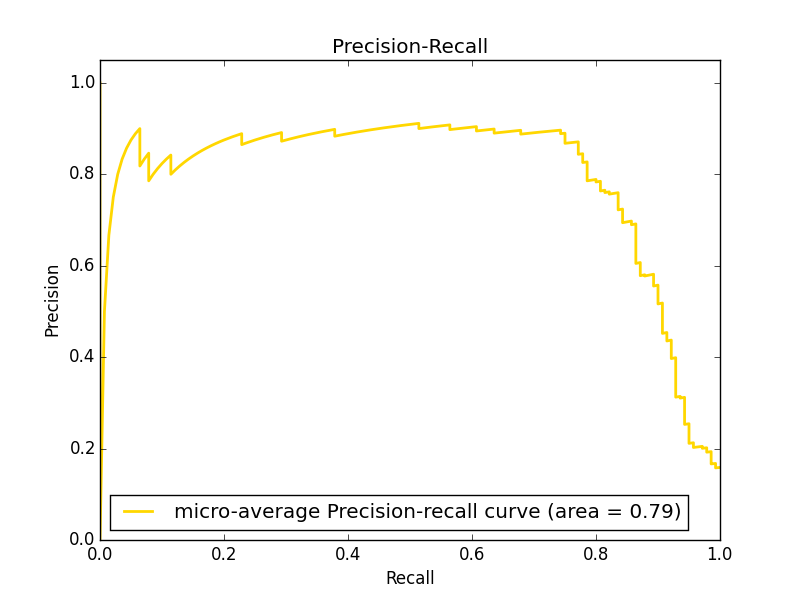 Precision-Recall
1.0
0.8
0.6
0.4
0.2
0.0
Precision
micro-average Precision-recall curve (area = 0.79)
0.0 0.2 0.4 0.6 0.8 1.0
Recall